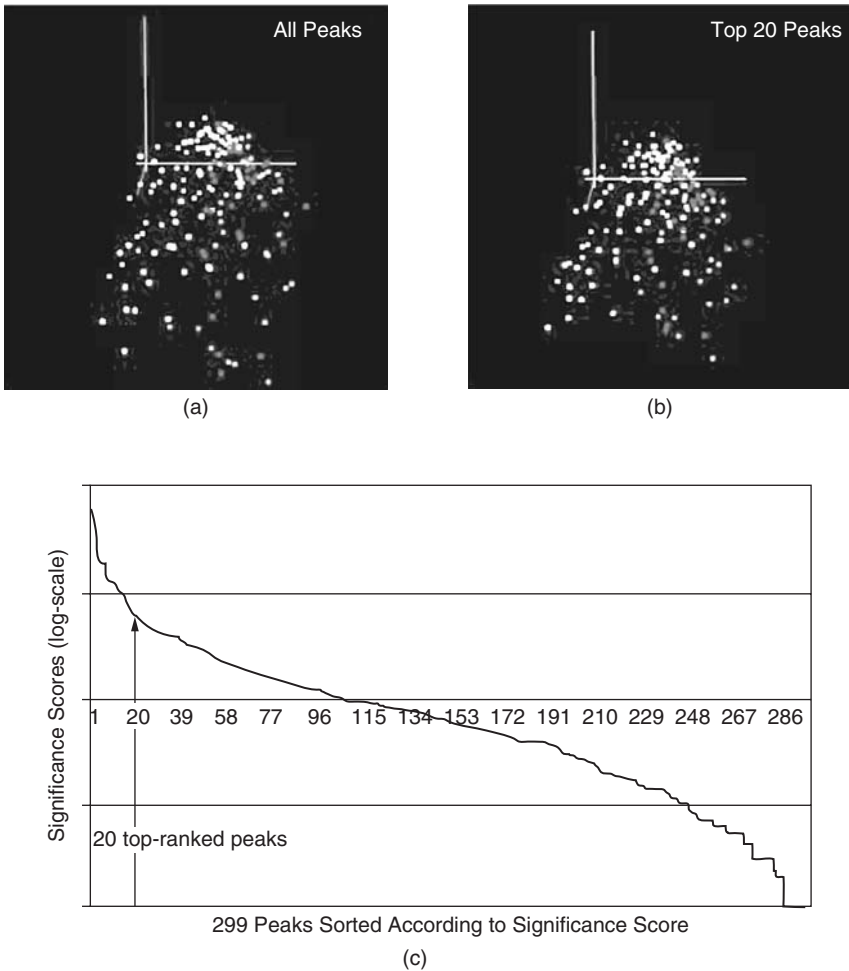 All Peaks
Top 20 Peaks
(a)
(b)
Significance Scores (log-scale)
1 20 39 58 77 96 115 134 153 172 191 210 229 248 267 286
20 top-ranked peaks
299 Peaks Sorted According to Significance Score
(c)